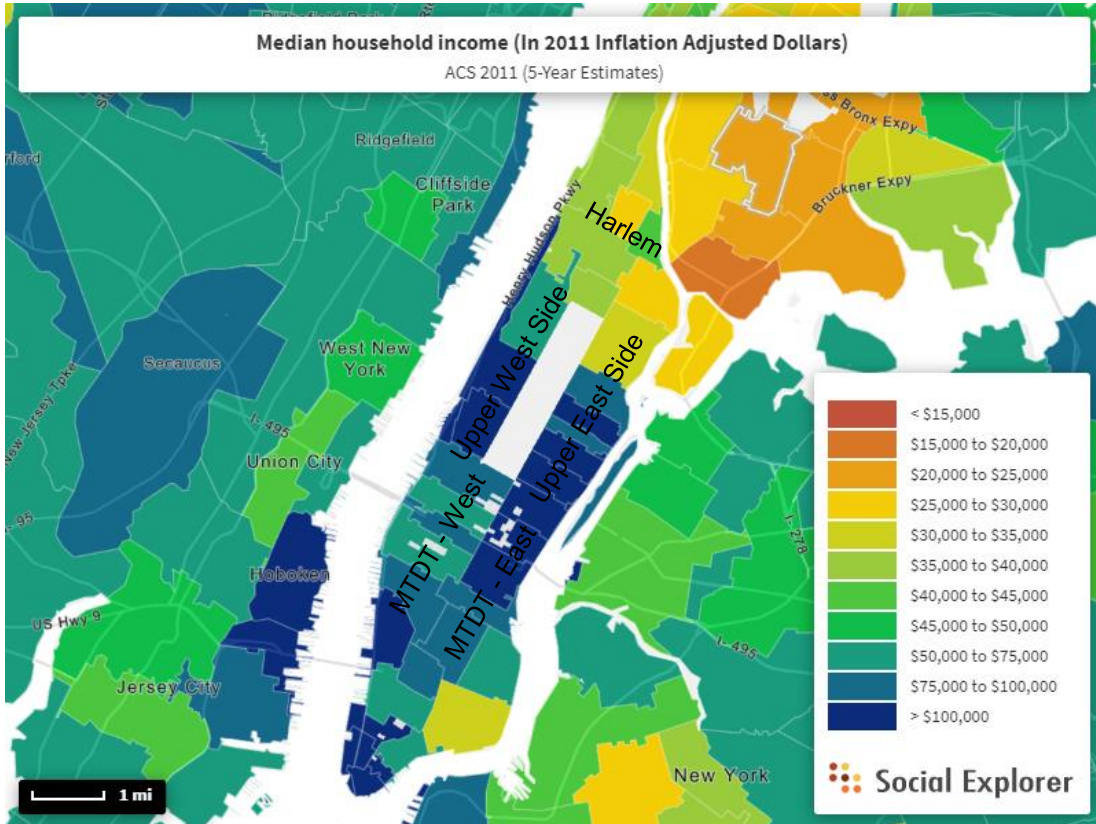 Median household income (In 2011 Inflation Adjusted Dollars)
ACS 2011 (5-Year Estimates)
Bronx Expy
Ridgefield
Cliffside
Park
Bruckner Expy
Henry Hudson Pkwy
Harlem
Secaucus
West New
York
Upper West Side
Upper East Side
New Jersey Tpke
I- 495
Union City
MTDT - West
MTDT - East
I- 95
I- 278
Hoboken
US Hwy 9
I- 495
Jersey City
New York
1 mi
< $15,000
$15,000 to $20,000
$20,000 to $25,000
$25,000 to $30,000
$30,000 to $35,000
$35,000 to $40,000
$40,000 to $45,000
$45,000 to $50,000
$50,000 to $75,000
$75,000 to $100,000
> $100,000
Social Explorer